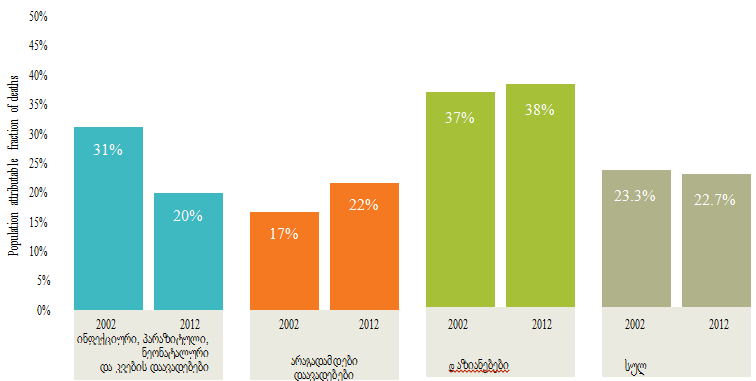 50%
45%
40%
35%
30%
25%
20%
15%
10%
5%
0%
Population attributable fraction of deaths
31%
20%
17%
22%
37%
38%
23.3%
22.7%
2002 2012
ინფექციური, პარაზიტული,
ნეონატალური
და კვების დაავადებები
2002 2012
არაგადამდები
დაავადებები
2002 2012
დაზიანებები
2002 2012
სულ